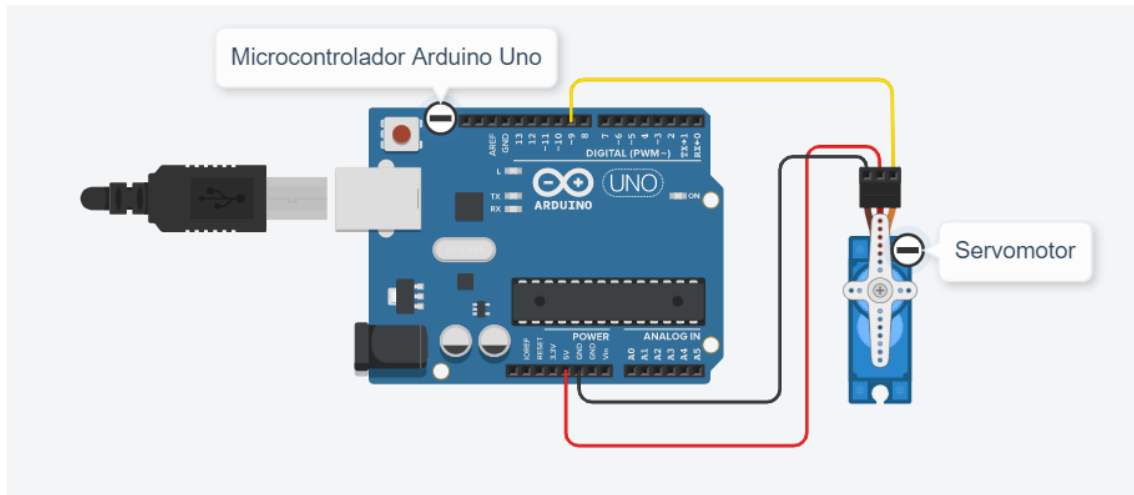 Microcontrolador Arduino Uno
AREF
GND
13
12
~11
~10
~9
8
7
~6
~5
~4
~3
2
TX→1
RX←0
DIGITAL (PWM~)
L
TX
RX
UNO
ARDUINO
ON
Servomotor
POWER
ANALOG IN
IOREF
RESET
3.3V
5V
GND
GND
Vin
A0
A1
A2
A3
A4
A5